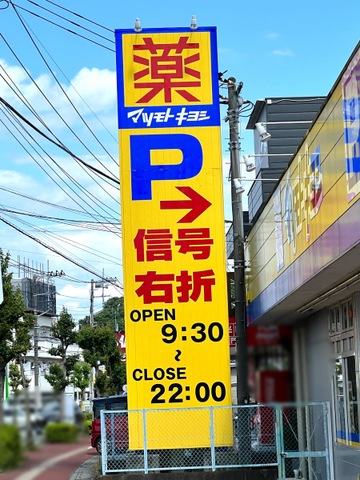 薬
マツモトキヨシ
P→
信号
右折
OPEN
9:30
~
CLOSE
22:00